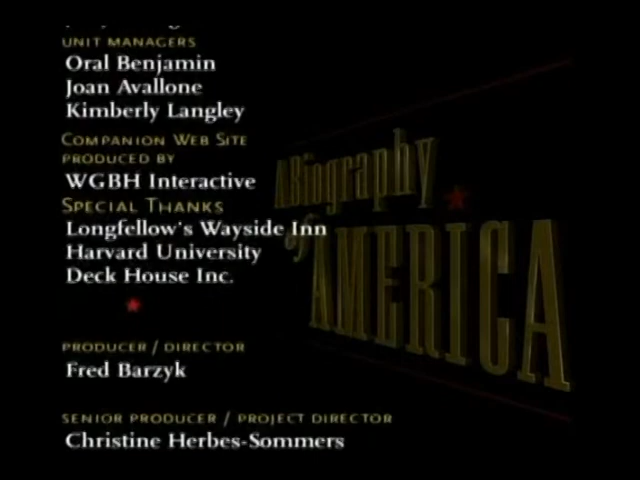 UNIT MANAGERS
Oral Benjamin
Joan Avallone
Kimberly Langley
COMPANION WEB SITE
PRODUCED BY
WGBH Interactive
SPECIAL THANKS
Longfellow's Wayside Inn
Harvard University
Deck House Inc.
PRODUCER / DIRECTOR
Fred Barzyk
SENIOR PRODUCER / PROJECT DIRECTOR
Christine Herbes-Sommers
A Biography
of
AMERICA